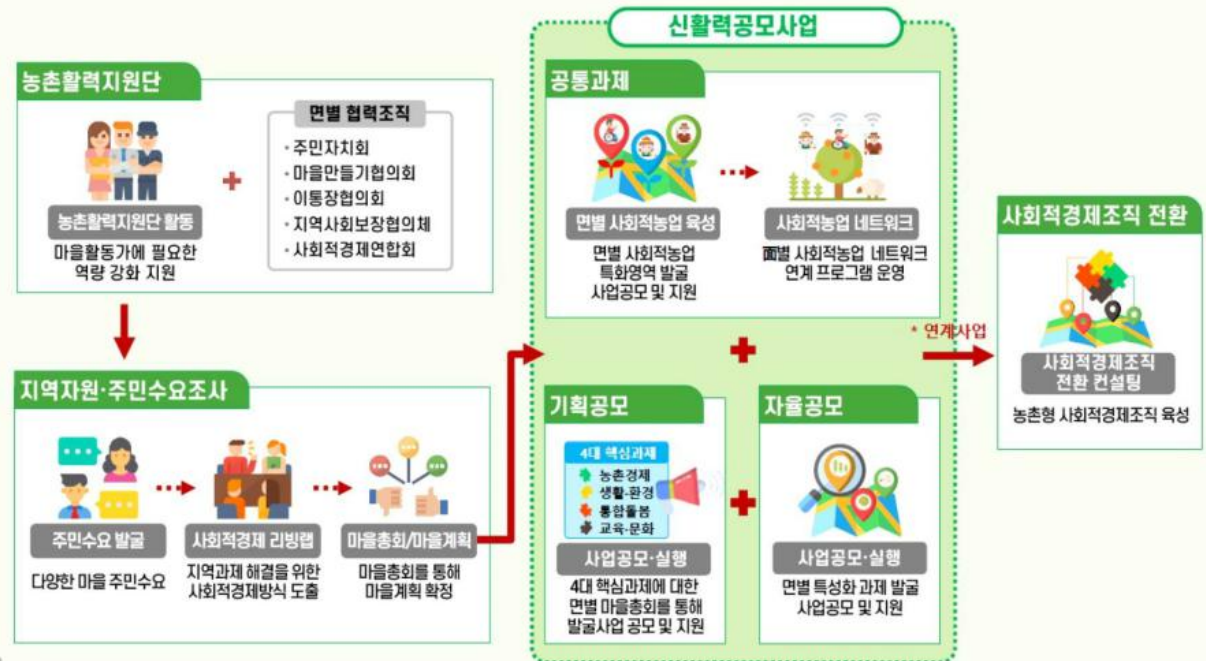 농촌활력지원단
농촌활력지원단 활동
마을활동가에 필요한
역량 강화 지원
+
면별 협력조직
· 주민자치회
· 마을만들기협의회
· 이통장협의회
· 지역사회보장협의체
· 사회적경제연합회
지역자원·주민수요조사
주민수요 발굴
다양한 마을 주민수요
사회적경제 리빙랩
지역과제 해결을 위한
사회적경제방식 도출
마을총회/마을계획
마을총회를 통해
마을계획 확정
신활력공모사업
공통과제
면별 사회적농업 육성
면별 사회적농업
특화영역 발굴
사업공모 및 지원
사회적농업 네트워크
面별 사회적농업 네트워크
연계 프로그램 운영
+
기획공모
4대 핵심과제
농촌경제
생활·환경
통합돌봄
교육·문화
사업공모·실행
4대 핵심과제에 대한
면별 마을총회를 통해
발굴사업 공모 및 지원
+
자율공모
사업공모·실행
면별 특성화 과제 발굴
사업공모 및 지원
* 연계사업
사회적경제조직 전환
사회적경제조직
전환 컨설팅
농촌형 사회적경제조직 육성